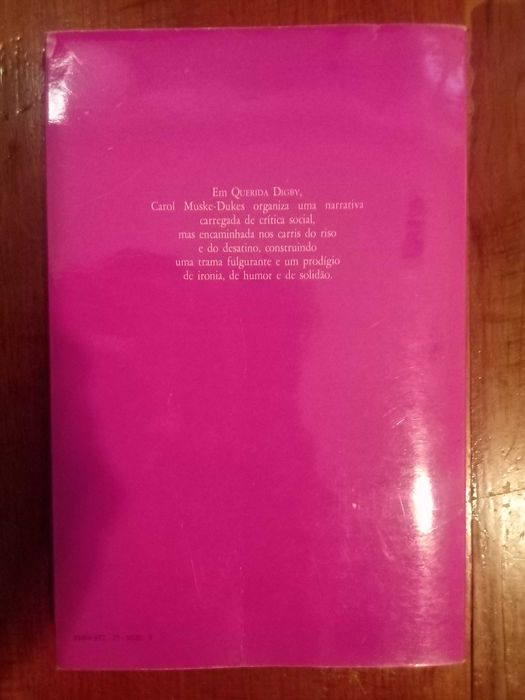 Em QUERIDA DIGBY,
Carol Muske-Dukes organiza uma narrativa
carregada de crítica social,
mas encaminhada nos carris do riso
e do desatino, construindo
uma trama fulgurante e um prodígio
de ironia, de humor e de solidão.